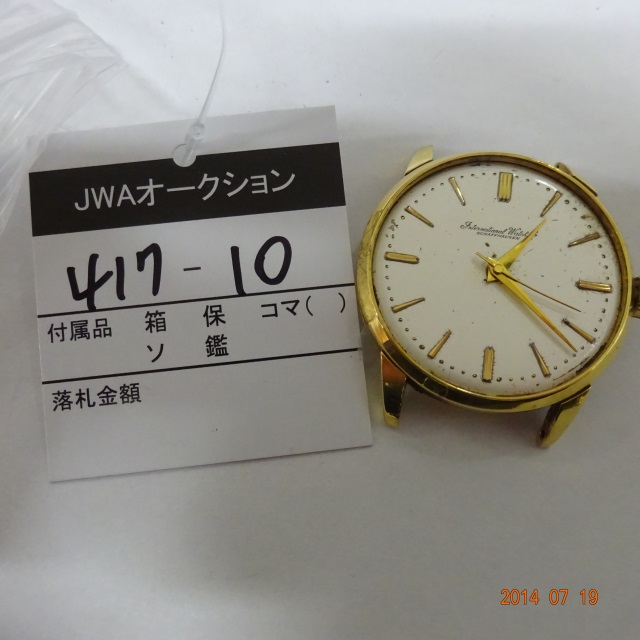 JWAオークション
417-10
付属品 箱 保 コマ( )
ソ 鑑
落札金額
International Watch
SCHAFFHAUSEN
2014 07 19